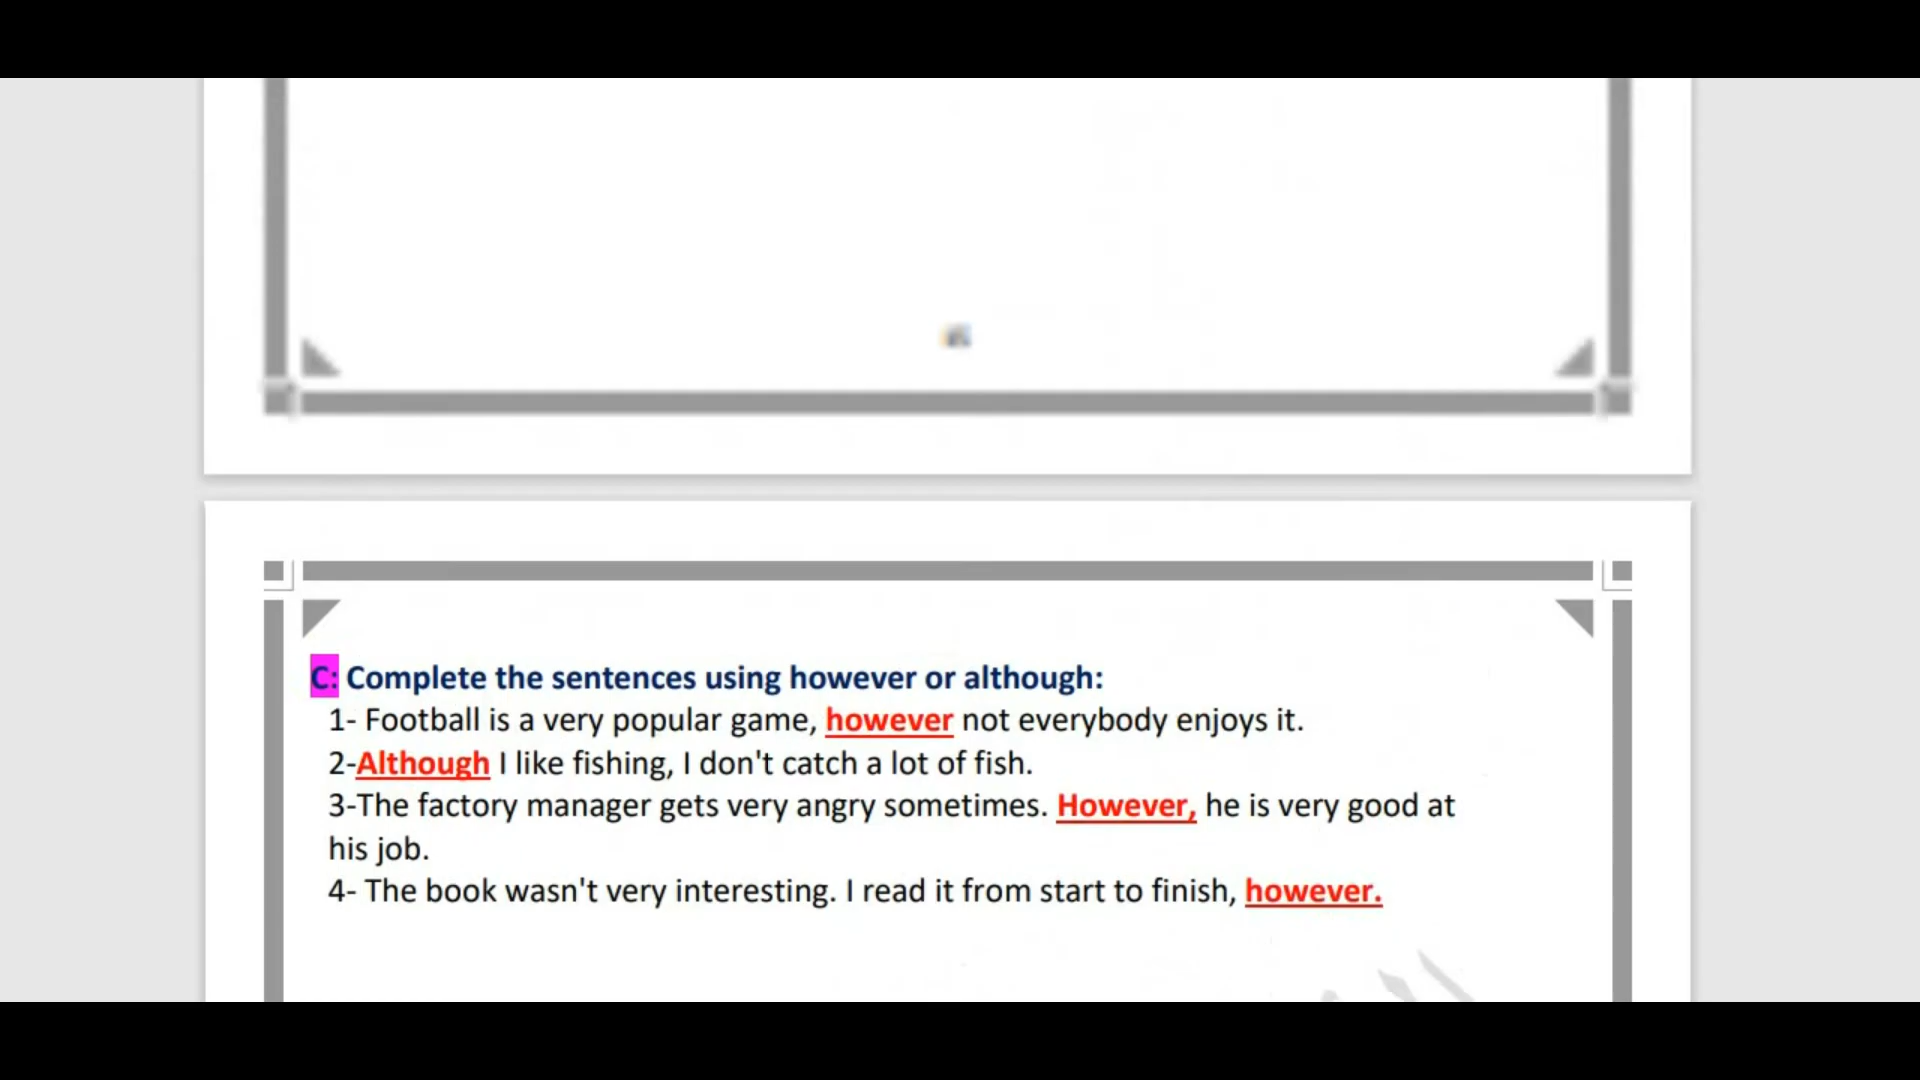 C: Complete the sentences using however or although:
1- Football is a very popular game, however not everybody enjoys it.
2-Although I like fishing, I don't catch a lot of fish.
3-The factory manager gets very angry sometimes. However, he is very good at
his job.
4- The book wasn't very interesting. I read it from start to finish, however.